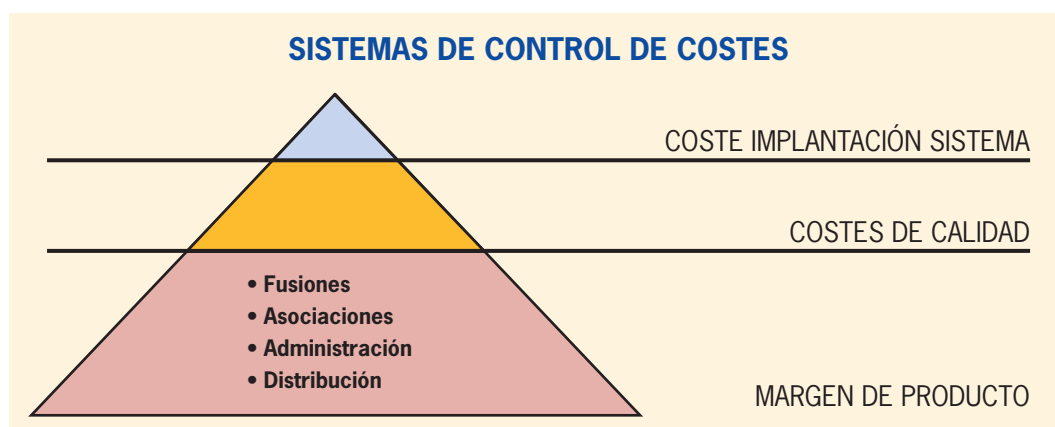 SISTEMAS DE CONTROL DE COSTES
COSTE IMPLANTACIÓN SISTEMA
COSTES DE CALIDAD
• Fusiones
• Asociaciones
• Administración
• Distribución
MARGEN DE PRODUCTO